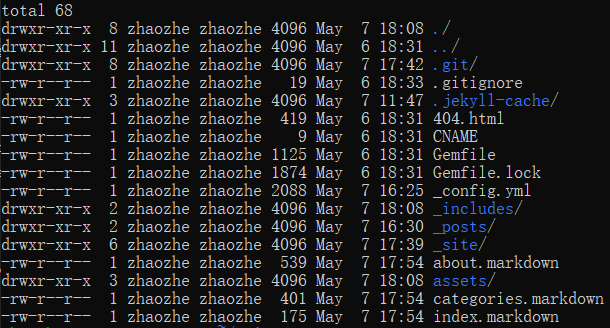 total 68
drwxr-xr-x  8 zhaozhe zhaozhe 4096 May  7 18:08 ./
drwxr-xr-x 11 zhaozhe zhaozhe 4096 May  6 18:31 ../
drwxr-xr-x  8 zhaozhe zhaozhe 4096 May  7 17:42 .git/
-rw-r--r--  1 zhaozhe zhaozhe   19 May  6 18:33 .gitignore
drwxr-xr-x  3 zhaozhe zhaozhe 4096 May  7 11:47 .jekyll-cache/
-rw-r--r--  1 zhaozhe zhaozhe  419 May  6 18:31 404.html
-rw-r--r--  1 zhaozhe zhaozhe    9 May  6 18:31 CNAME
-rw-r--r--  1 zhaozhe zhaozhe 1125 May  6 18:31 Gemfile
-rw-r--r--  1 zhaozhe zhaozhe 1874 May  6 18:31 Gemfile.lock
-rw-r--r--  1 zhaozhe zhaozhe 2088 May  7 16:25 _config.yml
drwxr-xr-x  2 zhaozhe zhaozhe 4096 May  7 18:08 _includes/
drwxr-xr-x  2 zhaozhe zhaozhe 4096 May  7 16:30 _posts/
drwxr-xr-x  6 zhaozhe zhaozhe 4096 May  7 17:39 _site/
-rw-r--r--  1 zhaozhe zhaozhe  539 May  7 17:54 about.markdown
drwxr-xr-x  3 zhaozhe zhaozhe 4096 May  7 18:08 assets/
-rw-r--r--  1 zhaozhe zhaozhe  401 May  7 17:54 categories.markdown
-rw-r--r--  1 zhaozhe zhaozhe  175 May  7 17:54 index.markdown